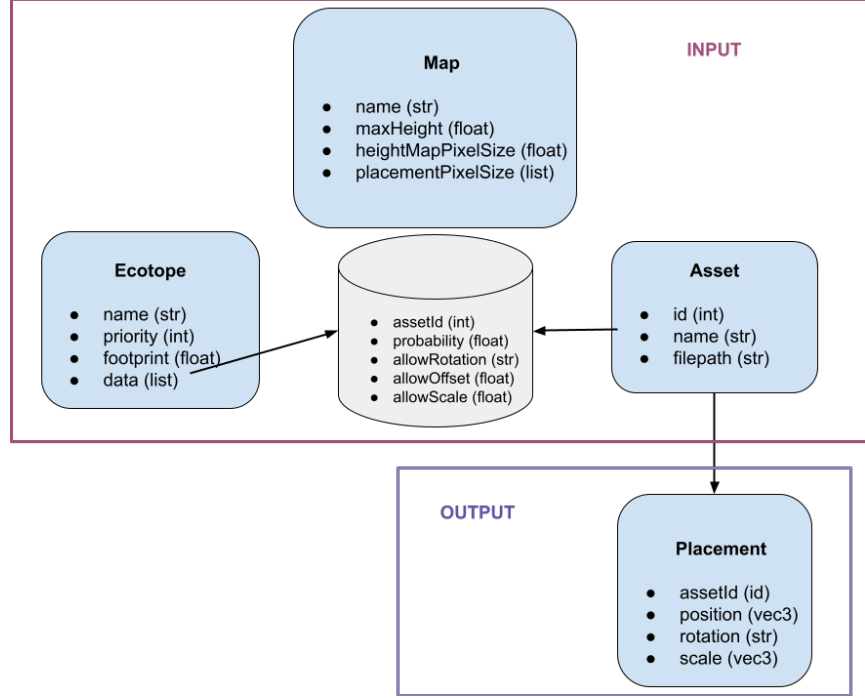 INPUT
Map
● name (str)
● maxHeight (float)
● heightMapPixelSize (float)
● placementPixelSize (list)
Ecotope
● name (str)
● priority (int)
● footprint (float)
● data (list)
● assetId (int)
● probability (float)
● allowRotation (str)
● allowOffset (float)
● allowScale (float)
Asset
● id (int)
● name (str)
● filepath (str)
OUTPUT
Placement
● assetId (id)
● position (vec3)
● rotation (str)
● scale (vec3)